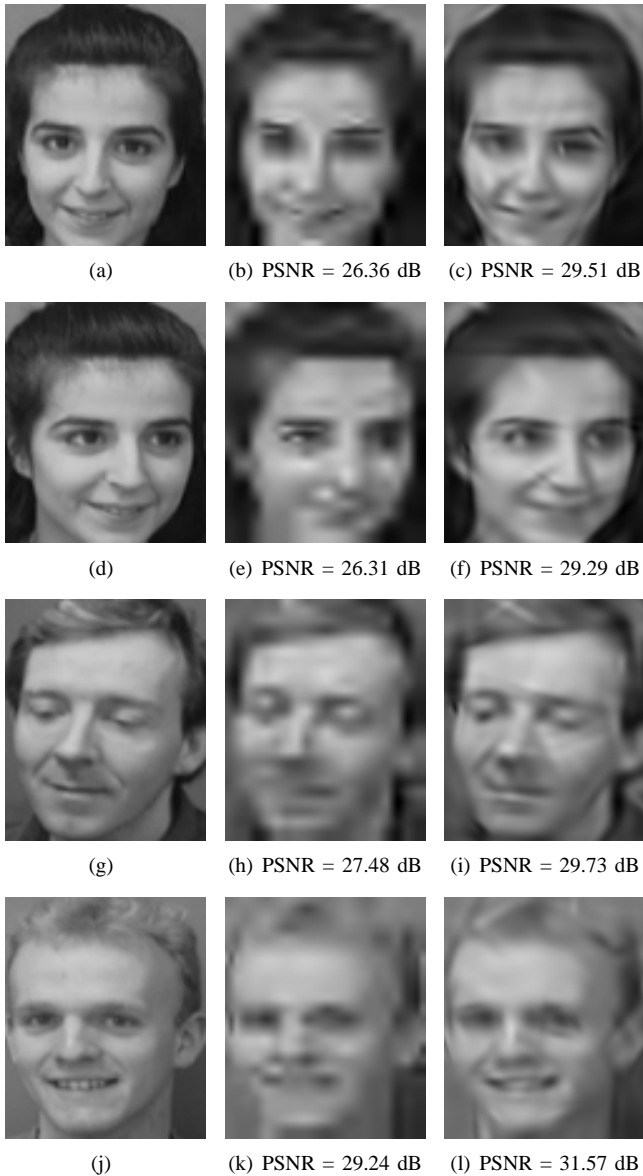 (a) (b) PSNR = 26.36 dB (c) PSNR = 29.51 dB
(d) (e) PSNR = 26.31 dB (f) PSNR = 29.29 dB
(g) (h) PSNR = 27.48 dB (i) PSNR = 29.73 dB
(j) (k) PSNR = 29.24 dB (l) PSNR = 31.57 dB